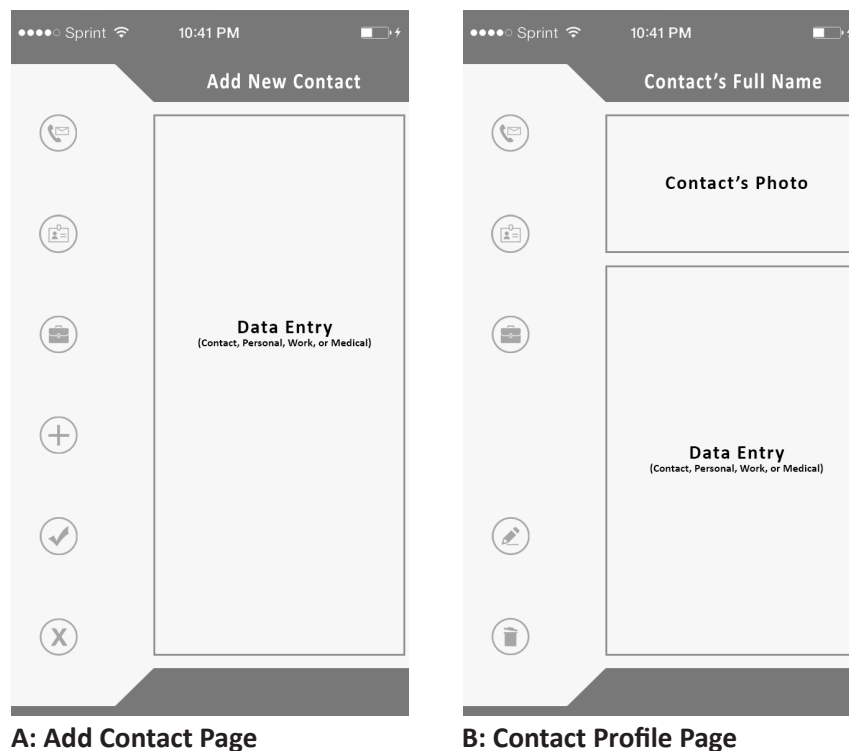 Sprint 10:41 PM
Add New Contact
Data Entry
(Contact, Personal, Work, or Medical)
X
A: Add Contact Page
Sprint 10:41 PM
Contact's Full Name
Contact's Photo
Data Entry
(Contact, Personal, Work, or Medical)
B: Contact Profile Page